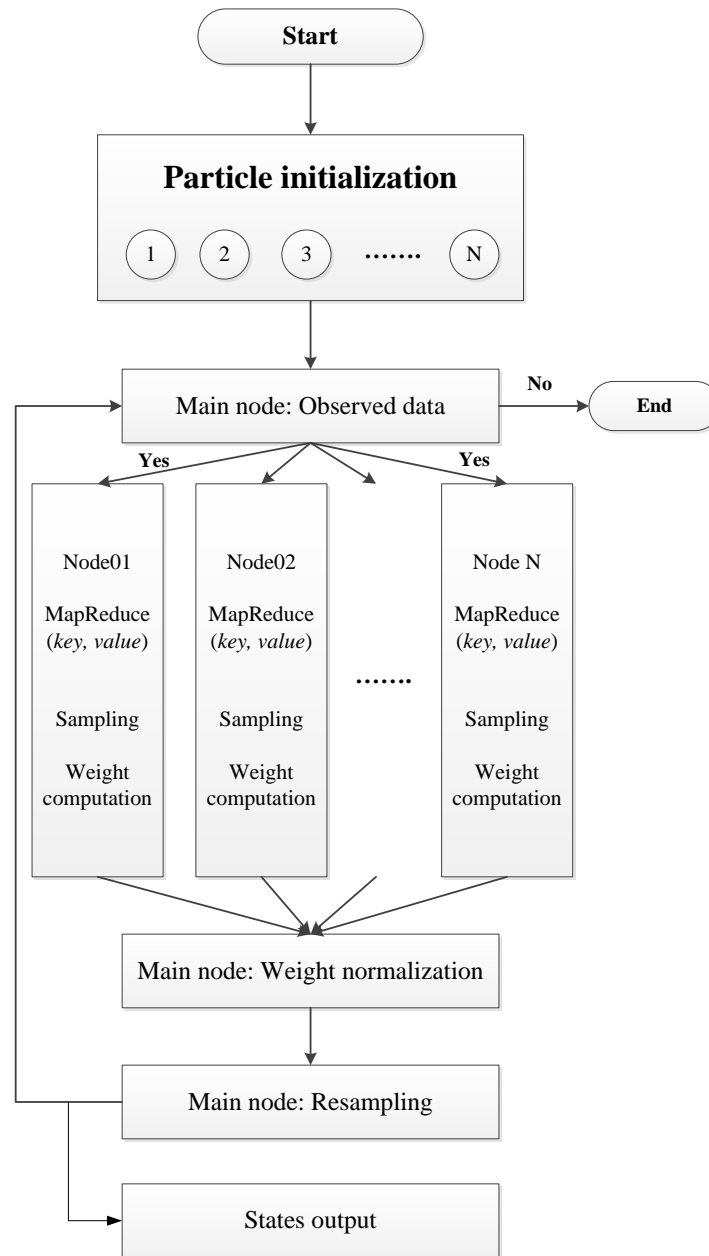 Start
Particle initialization
1 2 3 ....... N
Main node: Observed data
No
End
Yes
Yes
Node01
MapReduce
(key, value)
Sampling
Weight
computation
Node02
MapReduce
(key, value)
Sampling
Weight
computation
.......
Node N
MapReduce
(key, value)
Sampling
Weight
computation
Main node: Weight normalization
Main node: Resampling
States output